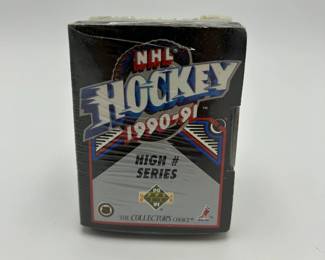 NHL
HOCKEY
1990-91
HIGH #
SERIES
THE COLLECTOR'S CHOICE